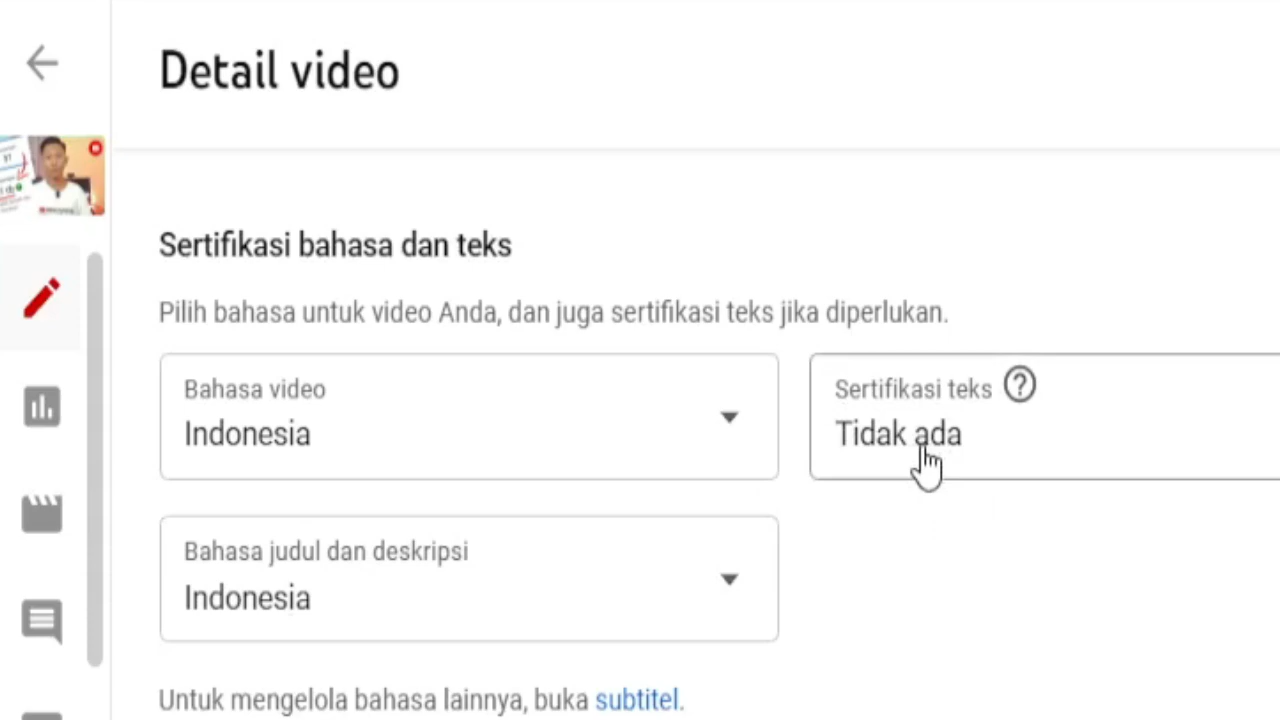 Detail video
Sertifikasi bahasa dan teks
Pilih bahasa untuk video Anda, dan juga sertifikasi teks jika diperlukan.
Bahasa video
Indonesia
Sertifikasi teks
Tidak ada
Bahasa judul dan deskripsi
Indonesia
Untuk mengelola bahasa lainnya, buka subtitel.